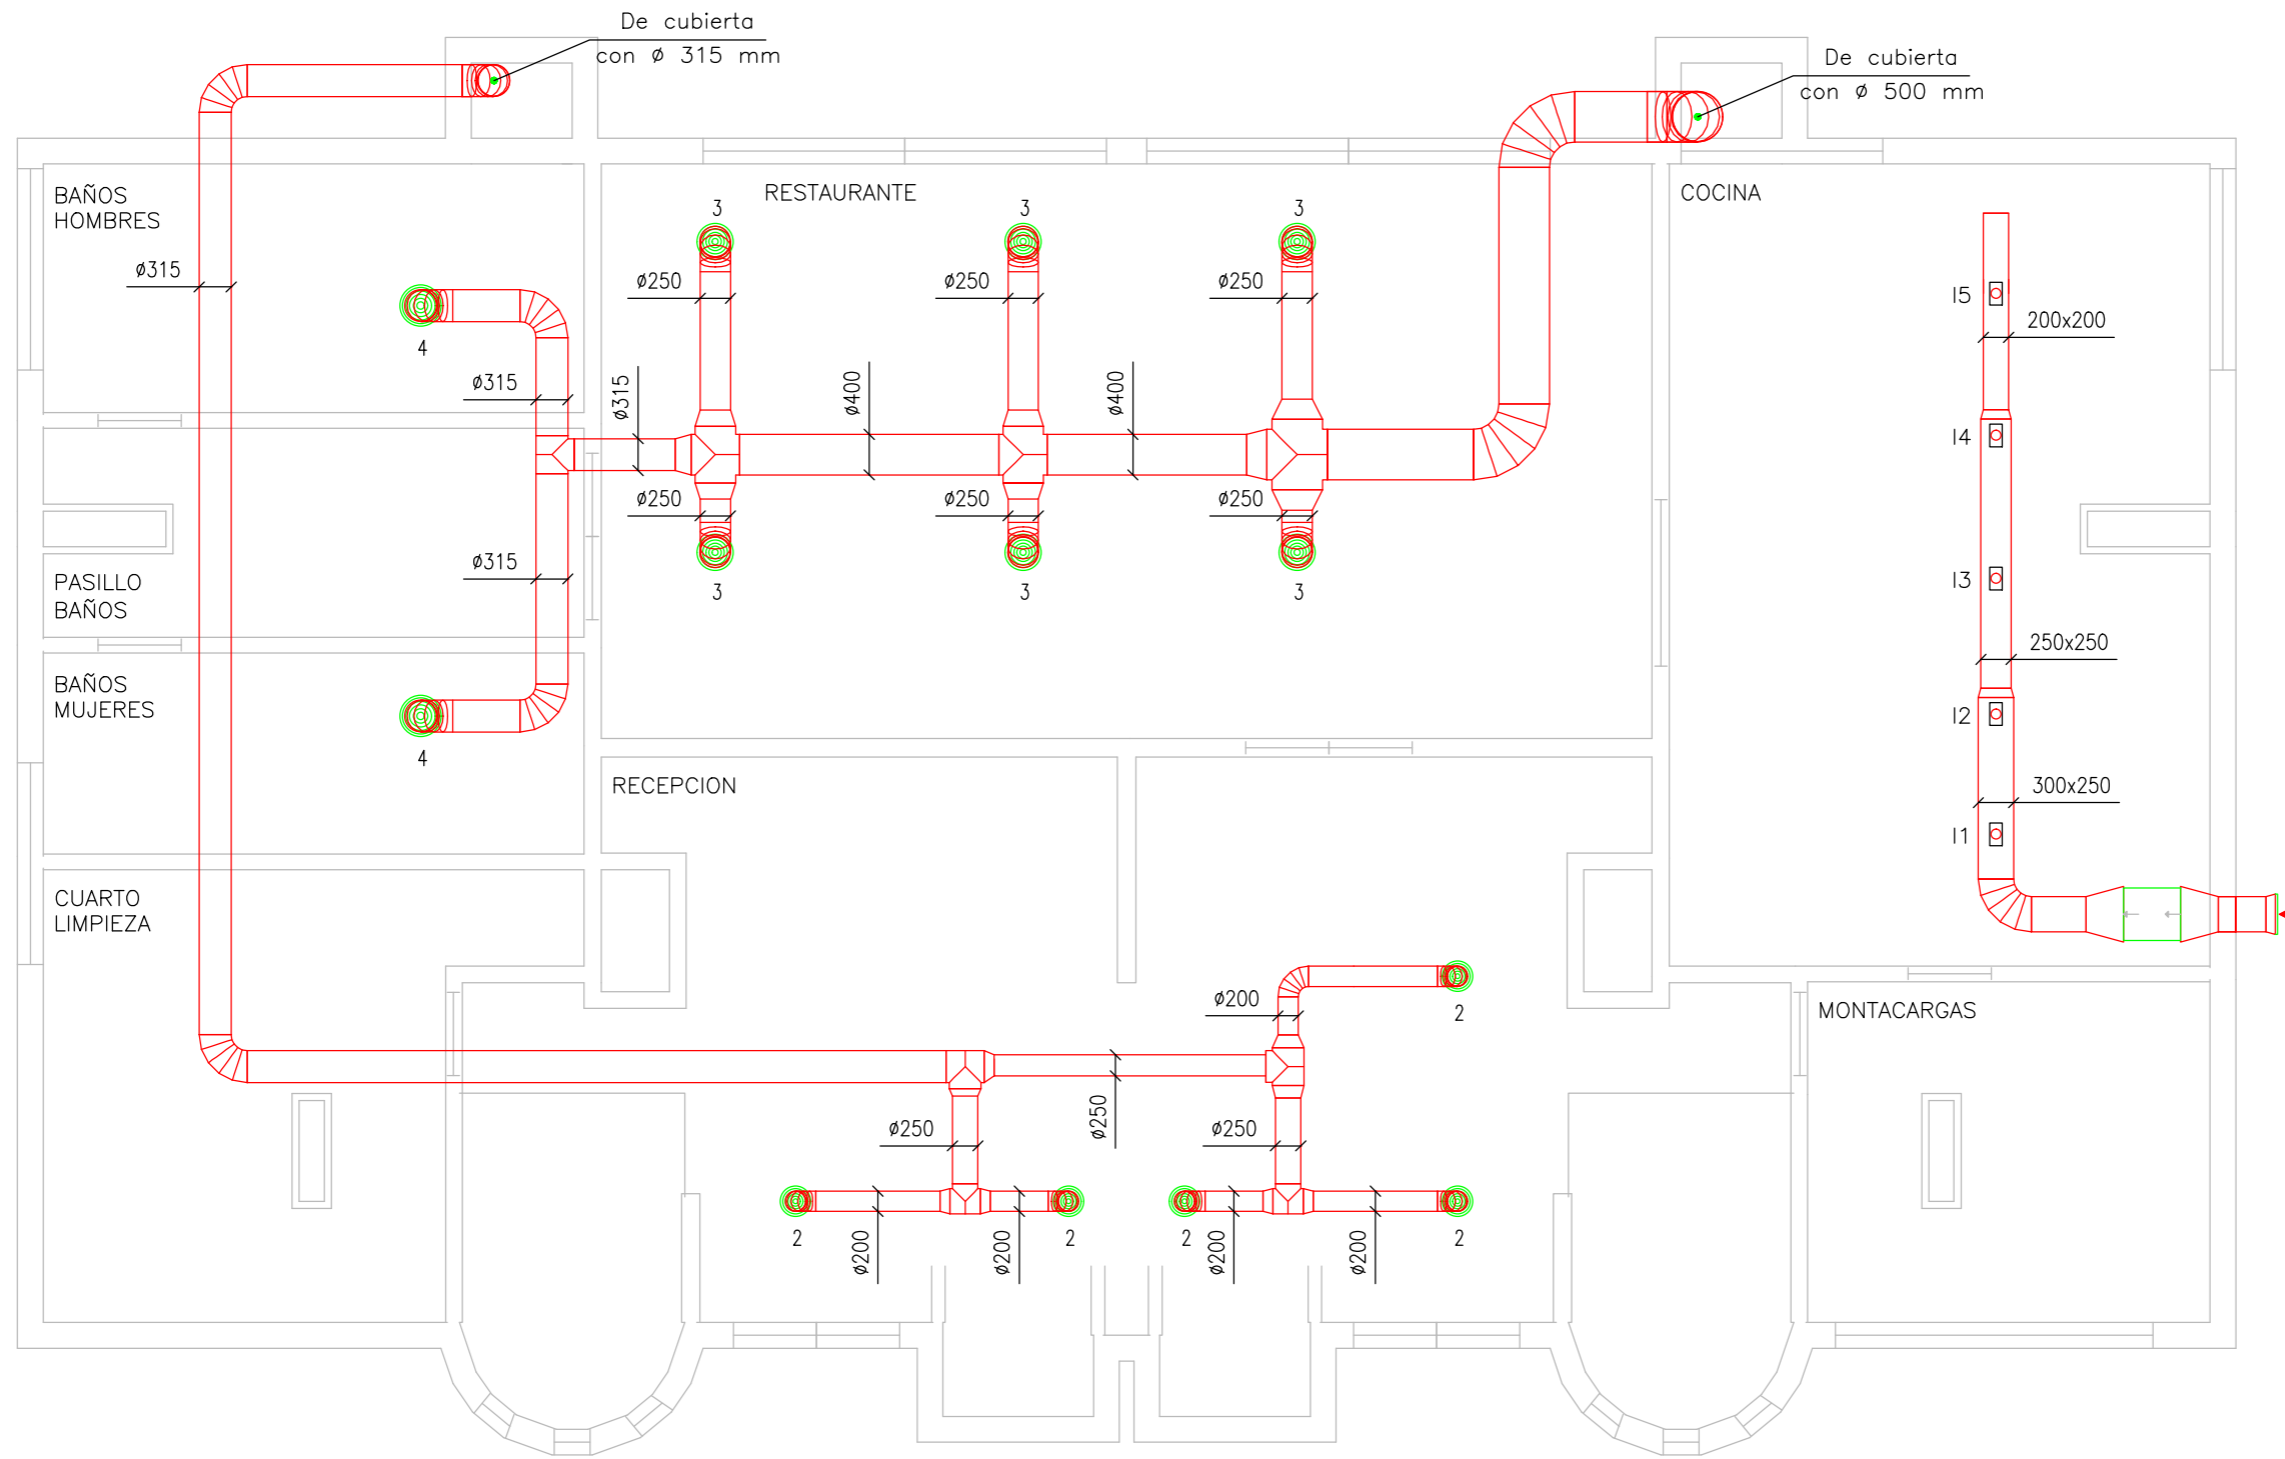 De cubierta
con Ø 315 mm
De cubierta
con Ø 500 mm
BAÑOS
HOMBRES
RESTAURANTE
COCINA
3
3
3
ø315
ø250
ø250
ø250
I5
200x200
4
ø315
ø315
ø400
ø400
I4
ø250
ø250
ø250
ø315
PASILLO
BAÑOS
3
3
3
I3
250x250
BAÑOS
MUJERES
4
I2
RECEPCION
300x250
I1
CUARTO
LIMPIEZA
ø200
2
MONTACARGAS
ø250
ø250
ø250
2
2
2
2
ø200
ø200
ø200
ø200